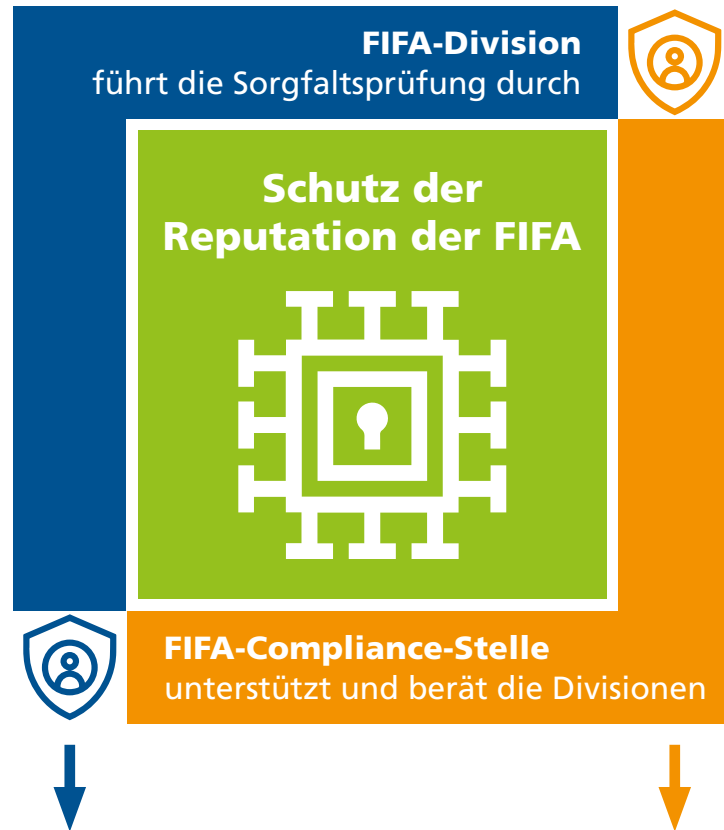 FIFA-Division
führt die Sorgfaltsprüfung durch
Schutz der
Reputation der FIFA
FIFA-Compliance-Stelle
unterstützt und berät die Divisionen